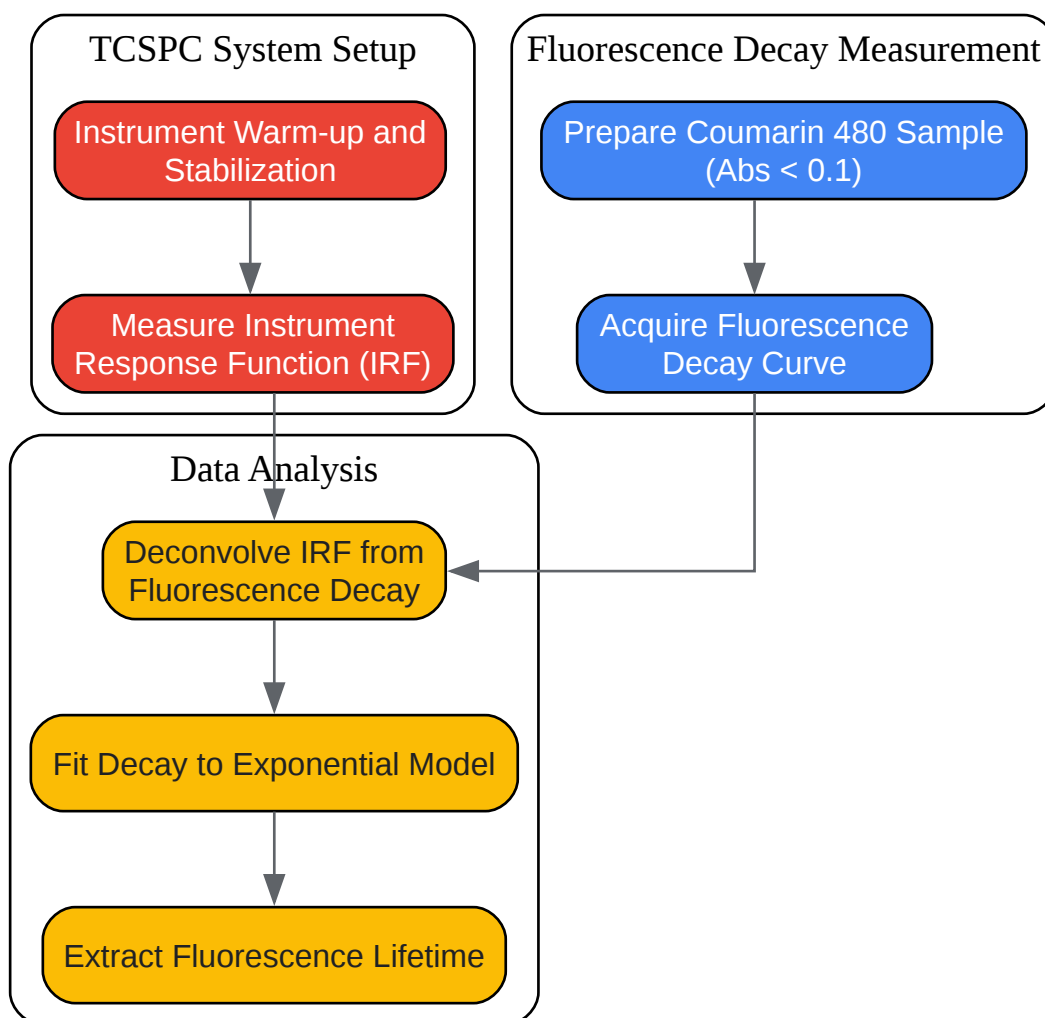 TCSPC System Setup
Instrument Warm-up and
Stabilization
Measure Instrument
Response Function (IRF)
Fluorescence Decay Measurement
Prepare Coumarin 480 Sample
(Abs < 0.1)
Acquire Fluorescence
Decay Curve
Data Analysis
Deconvolve IRF from
Fluorescence Decay
Fit Decay to Exponential Model
Extract Fluorescence Lifetime